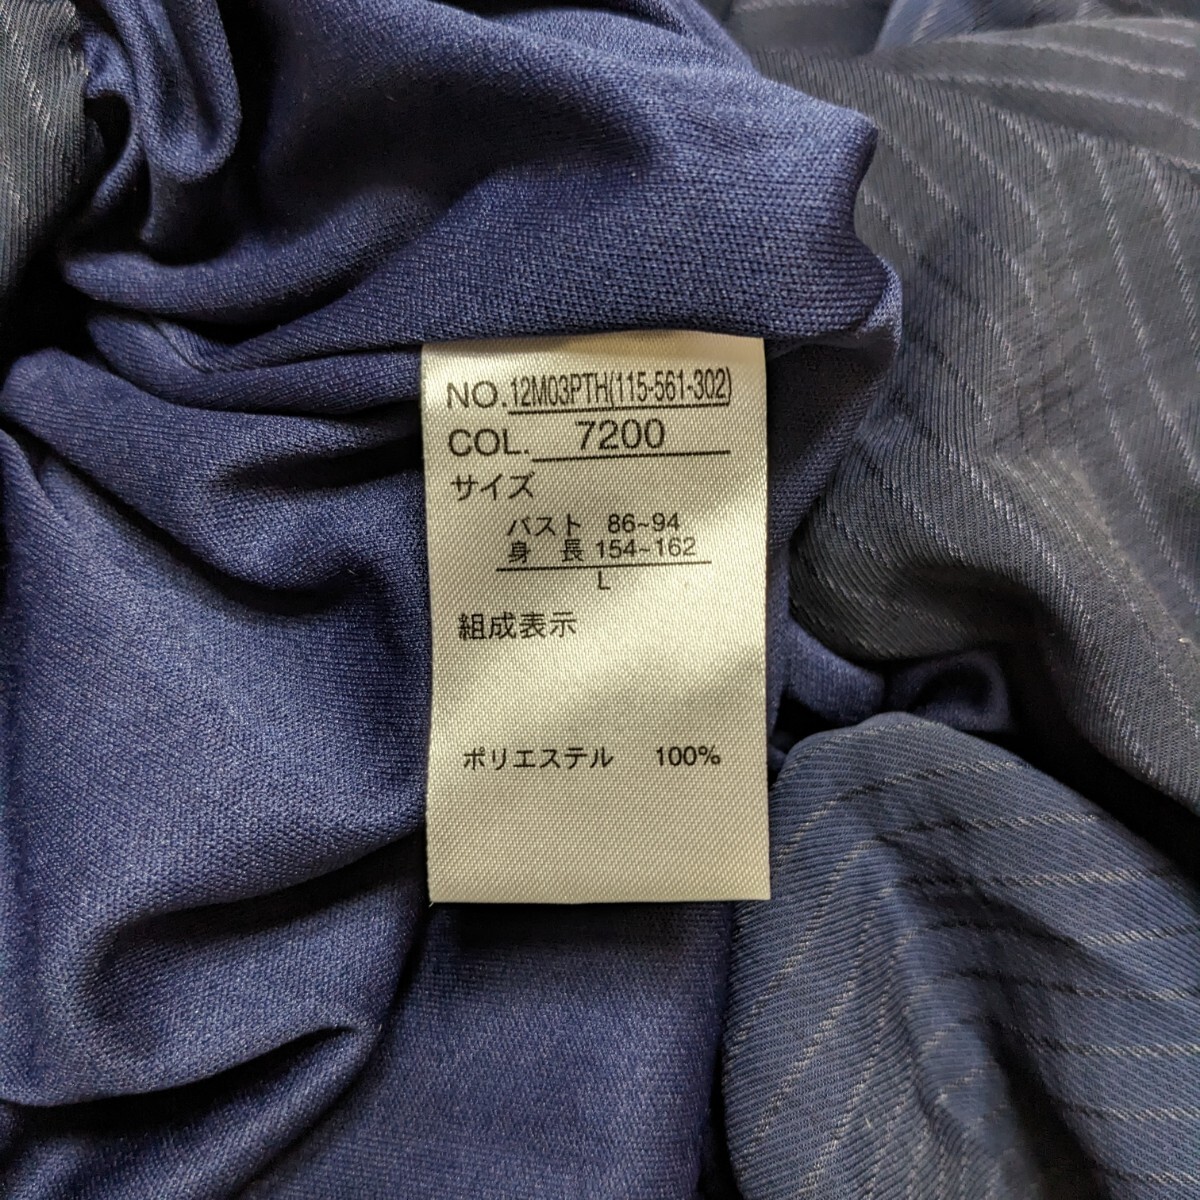 NO. 12M03PTH(115-561-302)
COL. 7200
サイズ
バスト 86~94
身 長 154~162
L
組成表示
ポリエステル 100%